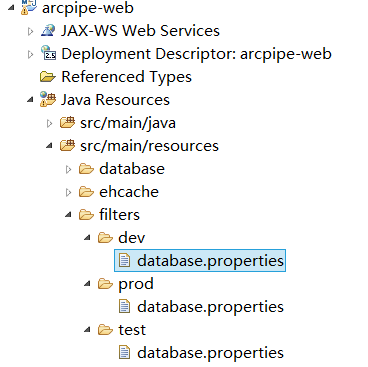 arcpipe-web
JAX-WS Web Services
Deployment Descriptor: arcpipe-web
Referenced Types
Java Resources
src/main/java
src/main/resources
database
ehcache
filters
dev
database.properties
prod
database.properties
test
database.properties